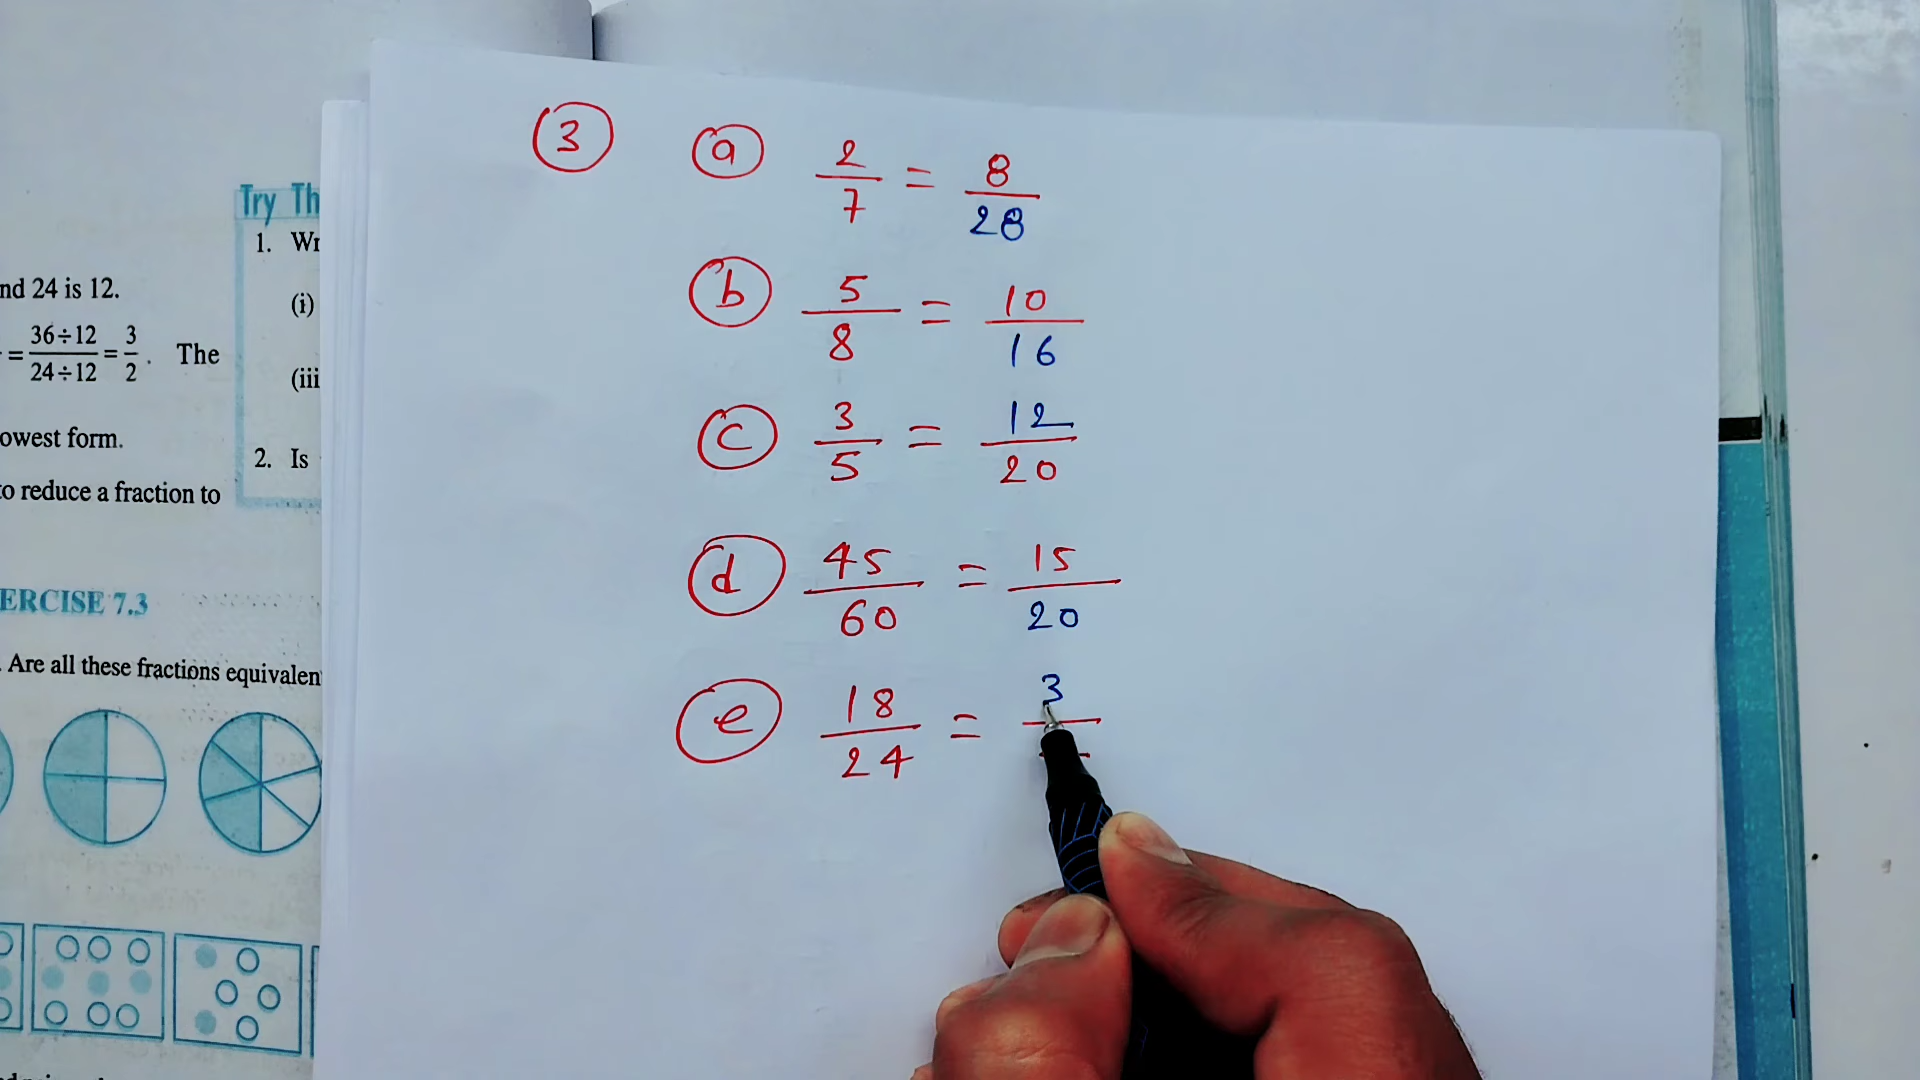 3 a 2/7 = 8/28
b 5/8 = 10/16
c 3/5 = 12/20
d 45/60 = 15/20
e 18/24 = 3
nd 24 is 12.
= 36÷12/24÷12 = 3/2 . The
owest form.
to reduce a fraction to
Try Th
1. Wr
(i)
(iii
2. Is
ERCISE 7.3
. Are all these fractions equivalen